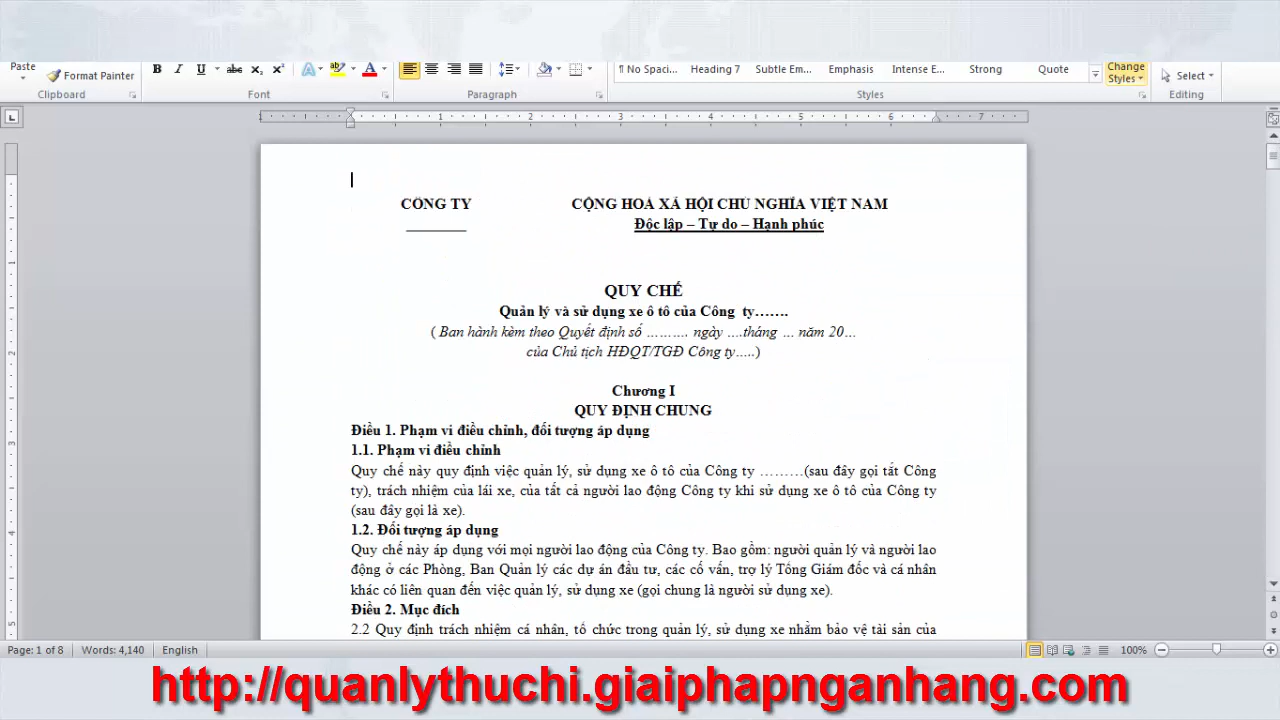 Paste
Format Painter
B I U abc x₂ x² A ab A
No Spaci... Heading 7 Subtle Em... Emphasis Intense E... Strong Quote Change Styles Select
Clipboard Font Paragraph Styles Editing
1 1 2 3 4 5 6 7
CÔNG TY CỘNG HOÀ XÃ HỘI CHỦ NGHĨA VIỆT NAM
Độc lập – Tự do – Hạnh phúc
QUY CHẾ
Quản lý và sử dụng xe ô tô của Công ty…….
( Ban hành kèm theo Quyết định số ………. ngày ….tháng … năm 20…
của Chủ tịch HĐQT/TGĐ Công ty…..)
Chương I
QUY ĐỊNH CHUNG
Điều 1. Phạm vi điều chỉnh, đối tượng áp dụng
1.1. Phạm vi điều chỉnh
Quy chế này quy định việc quản lý, sử dụng xe ô tô của Công ty ………(sau đây gọi tắt Công
ty), trách nhiệm của lái xe, của tất cả người lao động Công ty khi sử dụng xe ô tô của Công ty
(sau đây gọi là xe).
1.2. Đối tượng áp dụng
Quy chế này áp dụng với mọi người lao động của Công ty. Bao gồm: người quản lý và người lao
động ở các Phòng, Ban Quản lý các dự án đầu tư, các cố vấn, trợ lý Tổng Giám đốc và cá nhân
khác có liên quan đến việc quản lý, sử dụng xe (gọi chung là người sử dụng xe).
Điều 2. Mục đích
2.2 Quy định trách nhiệm cá nhân, tổ chức trong quản lý, sử dụng xe nhằm bảo vệ tài sản của
Page: 1 of 8 Words: 4,140 English 100%
http://quanlythuchi.giaiphapnganhang.com